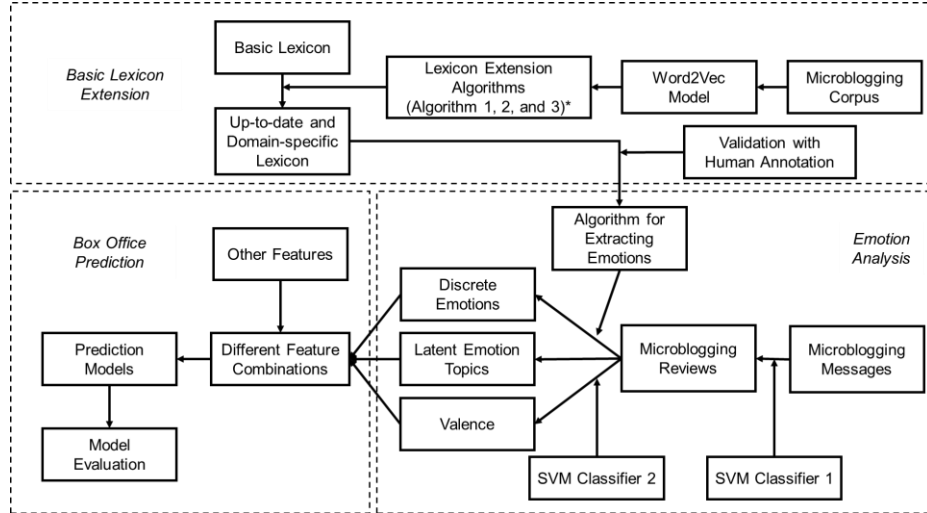 Basic Lexicon
Extension
Basic Lexicon
Lexicon Extension
Algorithms
(Algorithm 1, 2, and 3)*
Word2Vec
Model
Microblogging
Corpus
Up-to-date and
Domain-specific
Lexicon
Validation with
Human Annotation
Box Office
Prediction
Other Features
Prediction
Models
Different Feature
Combinations
Model
Evaluation
Algorithm for
Extracting
Emotions
Emotion
Analysis
Discrete
Emotions
Latent Emotion
Topics
Valence
Microblogging
Reviews
Microblogging
Messages
SVM Classifier 2
SVM Classifier 1